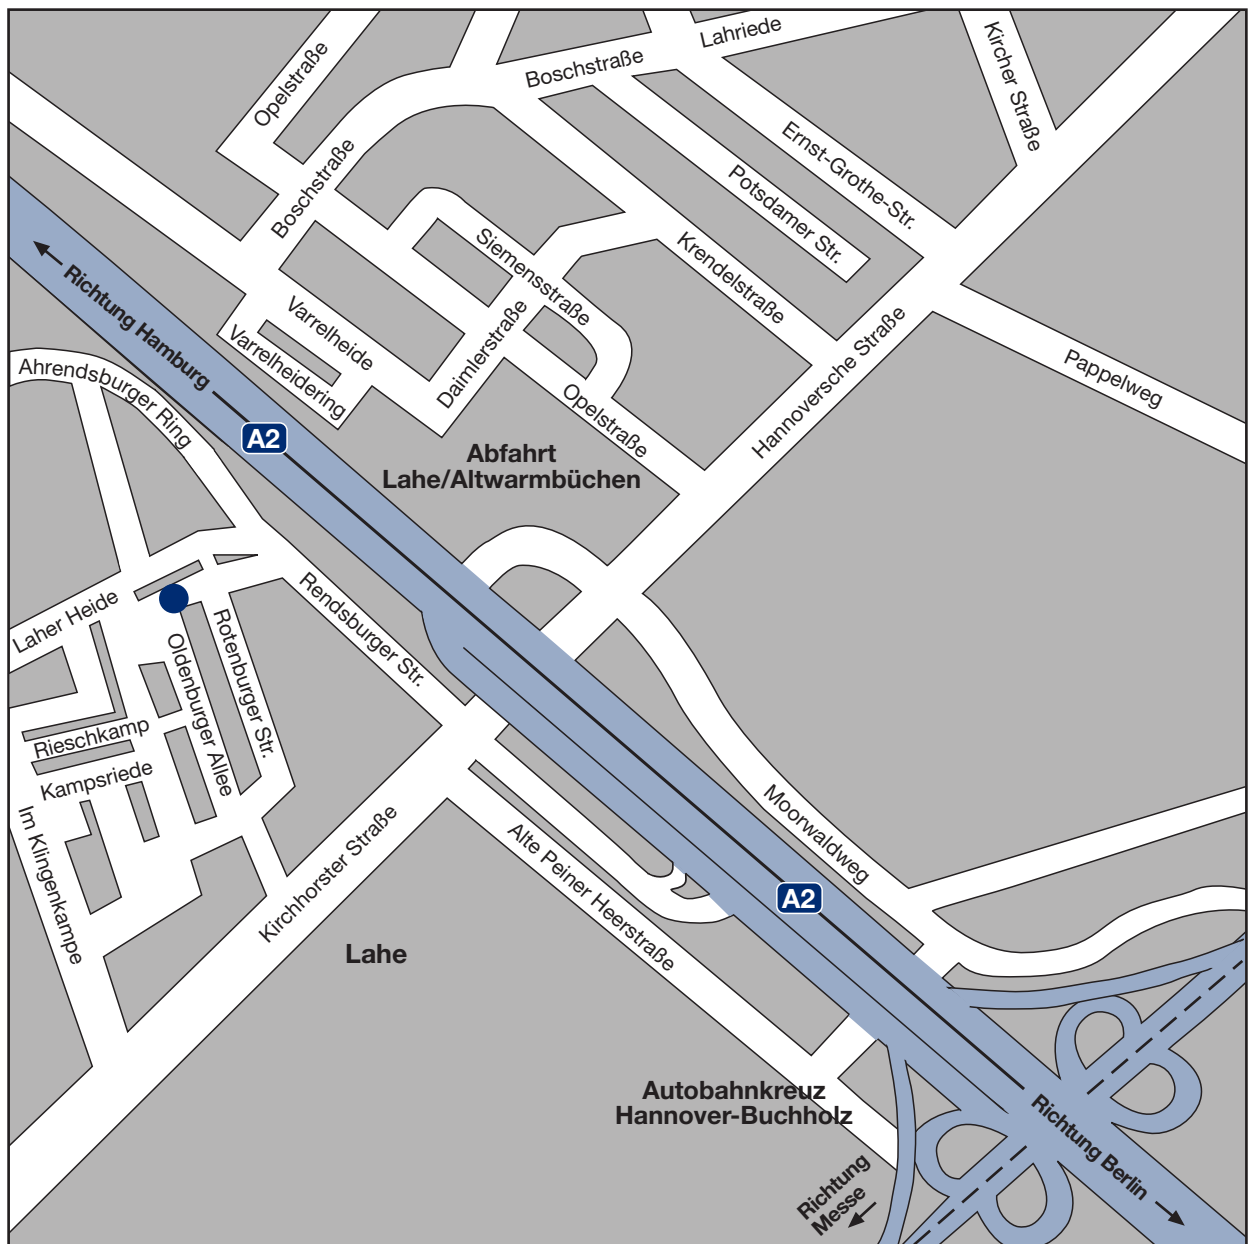 Lahriede
Kircher Straße
Opelstraße
Boschstraße
Ernst-Grothe-Str.
Boschstraße
Potsdamer Str.
Siemensstraße
Krendelstraße
Richtung Hamburg
Varrelheide
Varrelheidering
Daimlerstraße
Hannoversche Straße
Pappelweg
Ahrendsburger Ring
Opelstraße
A2
Abfahrt
Lahe/Altwarmbüchen
Rendsburger Str.
Laher Heide
Rotenburger Str.
Oldenburger Allee
Rieschkamp
Kampsriede
Im Klingenkampe
Kirchhorster Straße
Alte Peiner Heerstraße
Moorwaldweg
A2
Lahe
Autobahnkreuz
Hannover-Buchholz
Richtung Berlin
Richtung
Messe